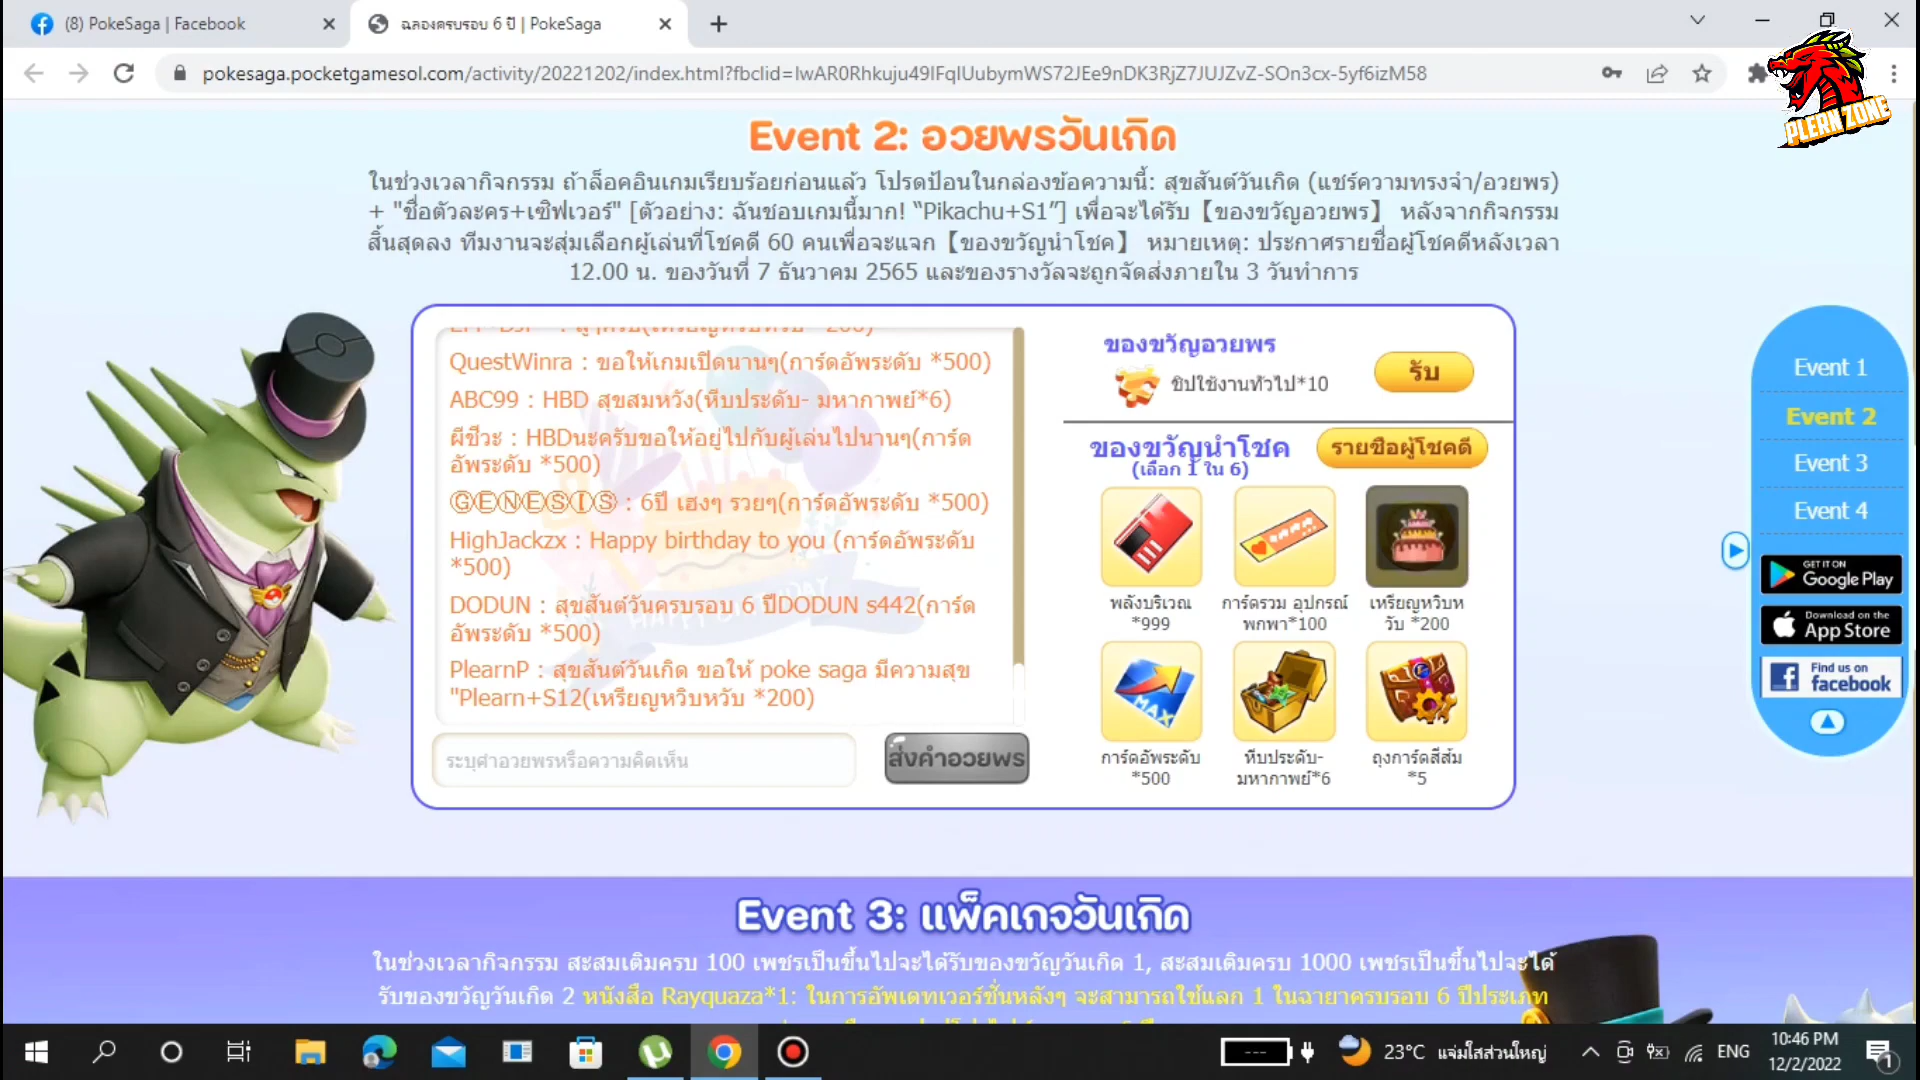 (8) PokeSaga | Facebook
ฉลองครบรอบ 6 ปี | PokeSaga
pokesaga.pocketgamesol.com/activity/20221202/index.html?fbclid=IwAR0Rhkuju49IFqlUubymWS72JEe9nDK3RjZ7JUJZvZ-SOn3cx-5yf6izM58
PLERN ZONE
Event 2: อวยพรวันเกิด
ในช่วงเวลากิจกรรม ถ้าล็อคอินเกมเรียบร้อยก่อนแล้ว โปรดป้อนในกล่องข้อความนี้: สุขสันต์วันเกิด (แชร์ความทรงจำ/อวยพร)
+ "ชื่อตัวละคร+เซิฟเวอร์" [ตัวอย่าง: ฉันชอบเกมนี้มาก! “Pikachu+S1”] เพื่อจะได้รับ【ของขวัญอวยพร】 หลังจากกิจกรรม
สิ้นสุดลง ทีมงานจะสุ่มเลือกผู้เล่นที่โชคดี 60 คนเพื่อจะแจก【ของขวัญนำโชค】 หมายเหตุ: ประกาศรายชื่อผู้โชคดีหลังเวลา
12.00 น. ของวันที่ 7 ธันวาคม 2565 และของรางวัลจะถูกจัดส่งภายใน 3 วันทำการ
QuestWinra : ขอให้เกมเปิดนานๆ(การ์ดอัพระดับ *500)
ABC99 : HBD สุขสมหวัง(หีบประดับ- มหากาพย์*6)
ผีชีวะ : HBDนะครับขอให้อยู่ไปกับผู้เล่นไปนานๆ(การ์ด
อัพระดับ *500)
ⒼⒺⓃⒺⓈⒾⓈ : 6ปี เฮงๆ รวยๆ(การ์ดอัพระดับ *500)
HighJackzx : Happy birthday to you (การ์ดอัพระดับ
*500)
DODUN : สุขสันต์วันครบรอบ 6 ปีDODUN s442(การ์ด
อัพระดับ *500)
PlearnP : สุขสันต์วันเกิด ขอให้ poke saga มีความสุข
"Plearn+S12(เหรียญหวิบหวับ *200)
ระบุคำอวยพรหรือความคิดเห็น
ส่งคำอวยพร
ของขวัญอวยพร
ชิปใช้งานทั่วไป*10
รับ
ของขวัญนำโชค
(เลือก 1 ใน 6)
รายชื่อผู้โชคดี
พลังบริเวณ
*999
การ์ดรวม อุปกรณ์
พกพา*100
เหรียญหวิบห
วับ *200
MAX
การ์ดอัพระดับ
*500
หีบประดับ-
มหากาพย์*6
ถุงการ์ดสีส้ม
*5
Event 1
Event 2
Event 3
Event 4
GET IT ON
Google Play
Download on the
App Store
Find us on
facebook
Event 3: แพ็คเกจวันเกิด
ในช่วงเวลากิจกรรม สะสมเติมครบ 100 เพชรเป็นขึ้นไปจะได้รับของขวัญวันเกิด 1, สะสมเติมครบ 1000 เพชรเป็นขึ้นไปจะได้
รับของขวัญวันเกิด 2 หนังสือ Rayquaza*1: ในการอัพเดทเวอร์ชั่นหลังๆ จะสามารถใช้แลก 1 ในฉายาครบรอบ 6 ปีประเภท
23°C แจ่มใสส่วนใหญ่
ENG
10:46 PM
12/2/2022
1